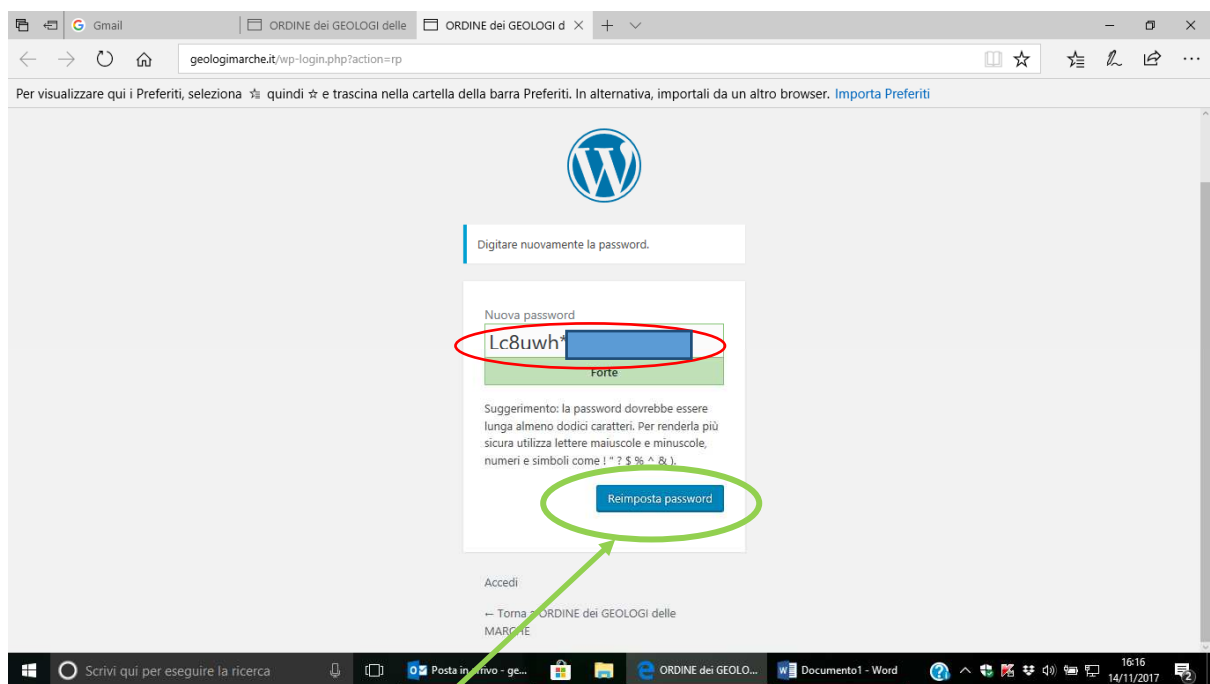 Gmail
ORDINE dei GEOLOGI delle
ORDINE dei GEOLOGI d
geologimarche.it/wp-login.php?action=rp
Per visualizzare qui i Preferiti, seleziona quindi e trascina nella cartella della barra Preferiti. In alternativa, importali da un altro browser. Importa Preferiti
Digitare nuovamente la password.
Nuova password
Lc8uwh*
Forte
Suggerimento: la password dovrebbe essere
lunga almeno dodici caratteri. Per renderla più
sicura utilizza lettere maiuscole e minuscole,
numeri e simboli come ! " ? $ % ^ & ).
Reimposta password
Accedi
← Torna a ORDINE dei GEOLOGI delle
MARCHE
Scrivi qui per eseguire la ricerca
Posta in arrivo - ge...
ORDINE dei GEOLO...
Documento1 - Word
16:16
14/11/2017